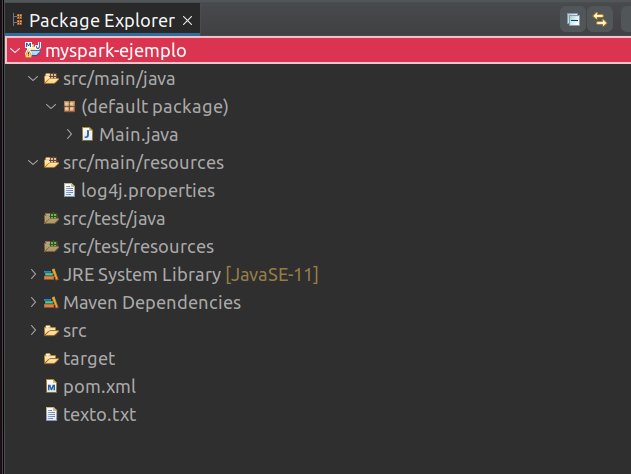 Package Explorer
myspark-ejemplo
src/main/java
(default package)
Main.java
src/main/resources
log4j.properties
src/test/java
src/test/resources
JRE System Library [JavaSE-11]
Maven Dependencies
src
target
pom.xml
texto.txt